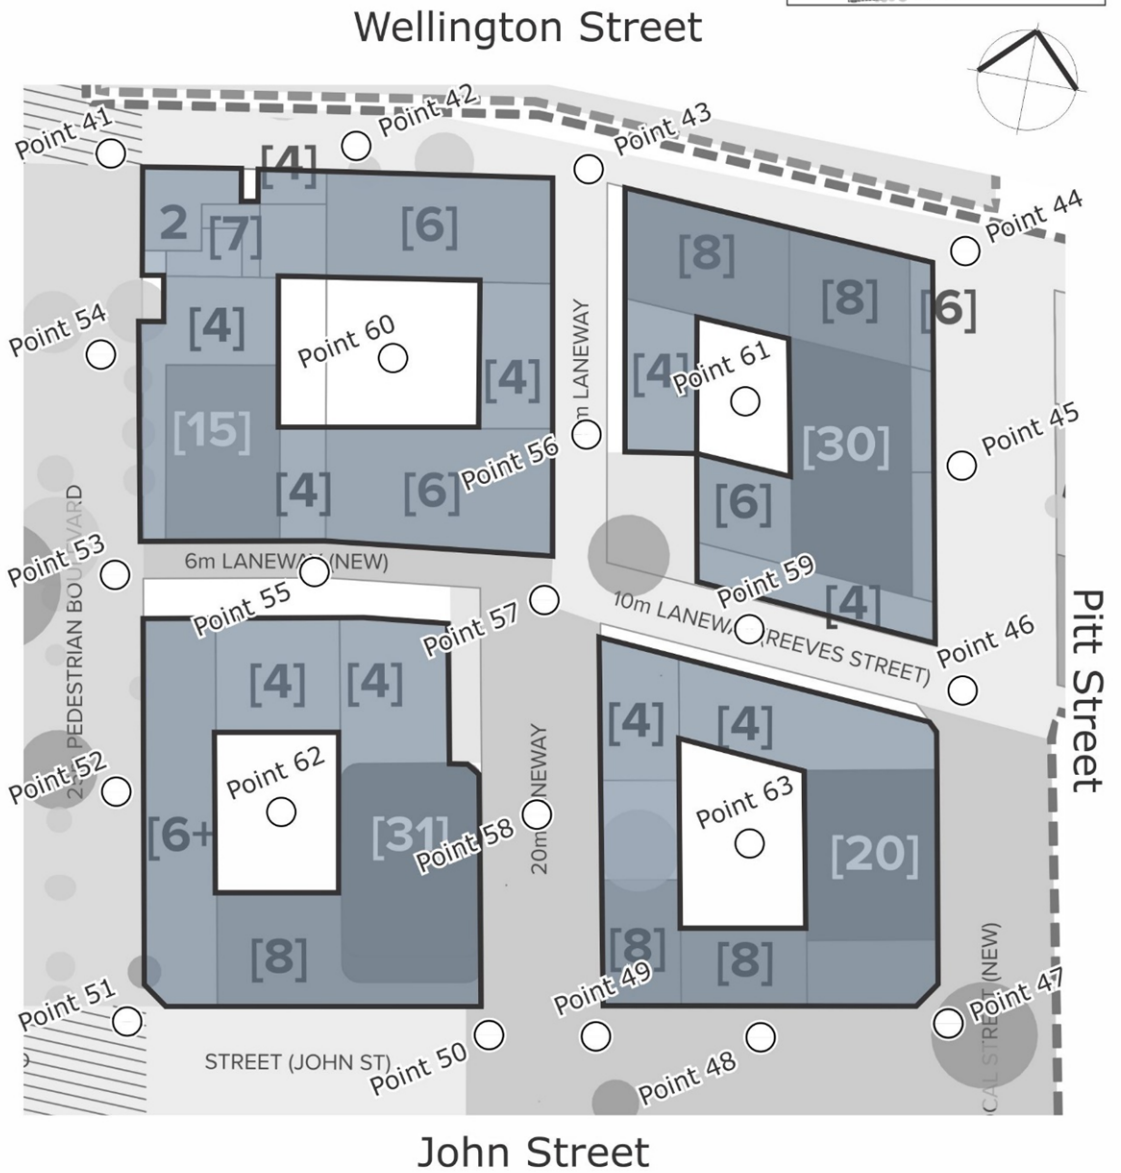 Wellington Street
Point 42
Point 41
Point 43
[4]
Point 44
2
[7]
[6]
[8]
[8]
[6]
Point 54
[4]
Point 60
[4]
m LANEWAY
[4]
Point 61
[15]
Point 45
[30]
Point 56
[4]
[6]
[6]
PEDESTRIAN
Point 53
6m LANEWAY (NEW)
Point 59
[4]
Point 55
Point 57
10m LANEWAY (REEVES STREET)
Point 46
Pitt Street
[4]
[4]
[4]
[4]
Point 52
Point 62
20m
Point 63
[6+
[31]
Point 58
[20]
[8]
[8]
[8]
Point 51
Point 49
Point 47
STREET (NEW)
STREET (JOHN ST)
Point 50
Point 48
John Street